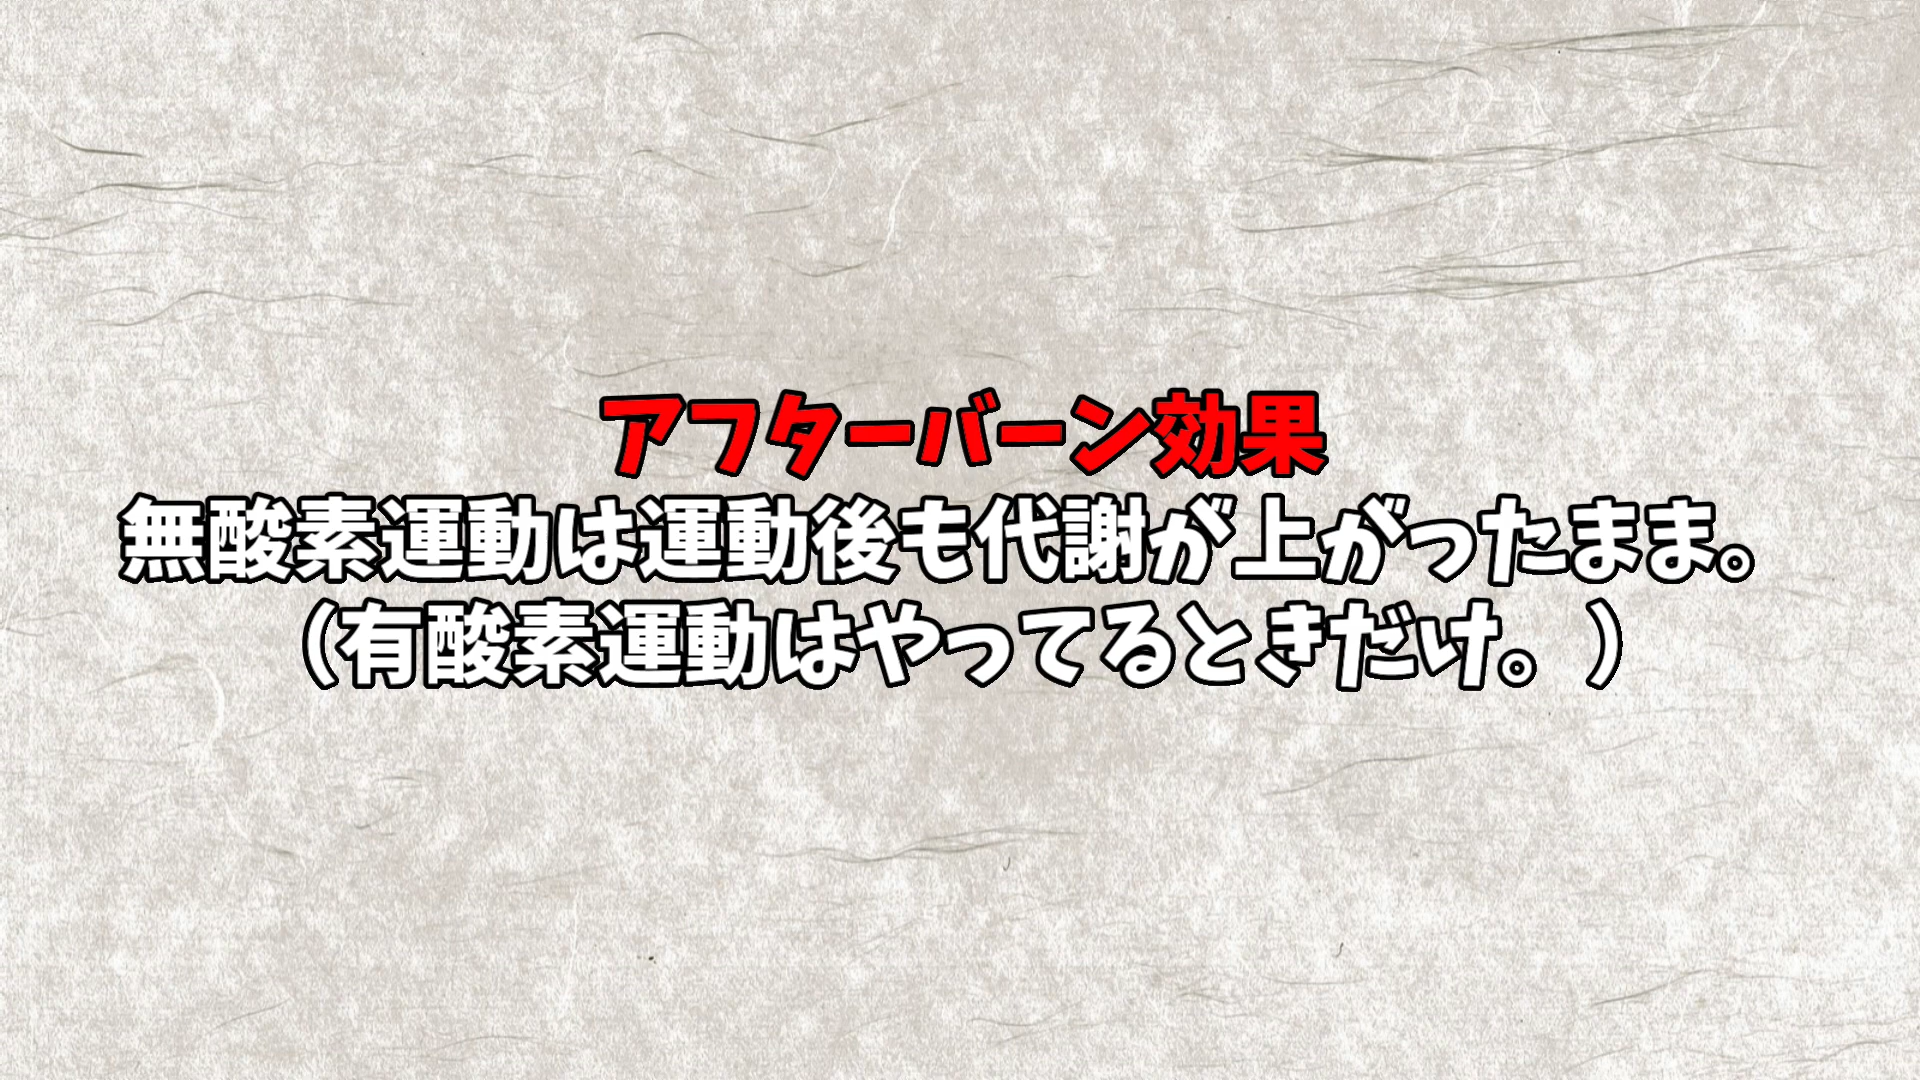 アフターバーン効果
無酸素運動は運動後も代謝が上がったまま。
（有酸素運動はやってるときだけ。）